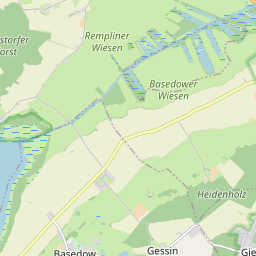 Rempliner
Wiesen
storfer
orst
Basedower
Wiesen
Heidenholz
Basedow
Gessin
Gie